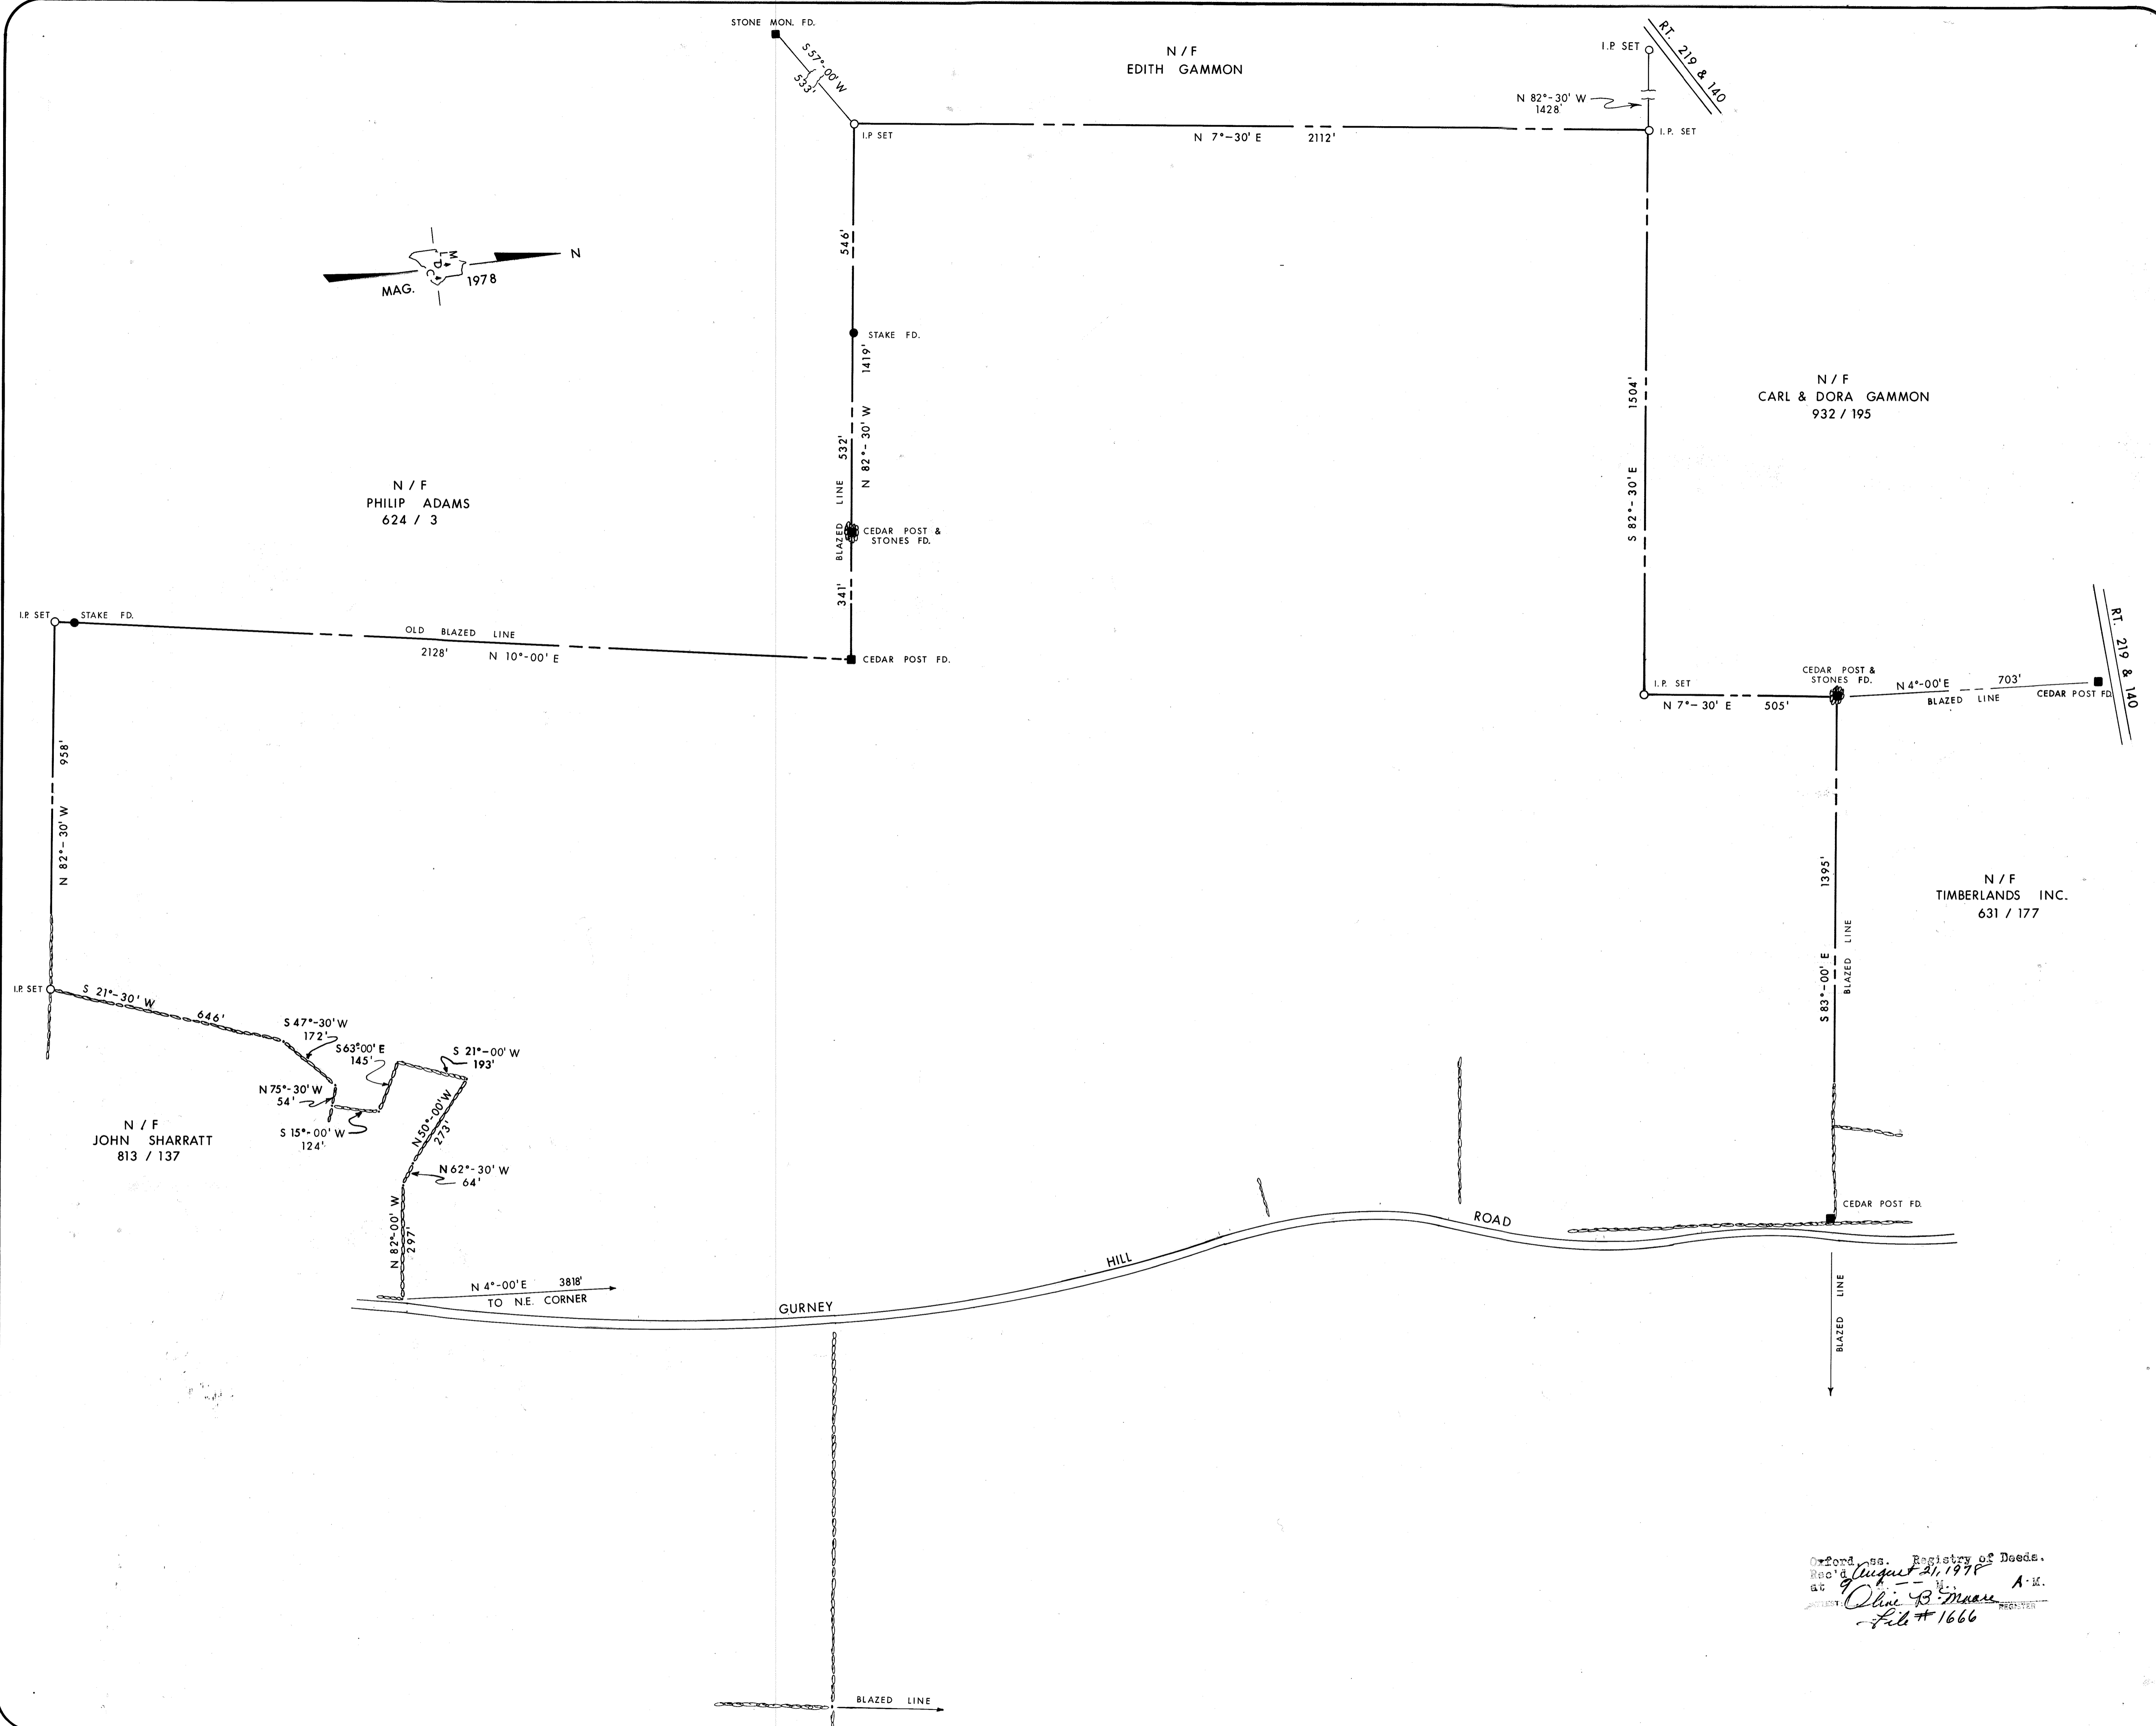 STONE MON. FD.
S 57°-00' W
533'
N / F
EDITH GAMMON
I.P. SET
RT. 219 & 140
N 82°-30' W
1428'
I.P. SET
N 7°-30' E 2112'
I.P. SET
N
MAG. 1978
546'
STAKE FD.
1419'
N 82°-30' W
532'
BLAZED LINE
CEDAR POST &
STONES FD.
341'
CEDAR POST FD.
1504'
S 82°-30' E
N / F
CARL & DORA GAMMON
932 / 195
N / F
PHILIP ADAMS
624 / 3
I.P. SET
STAKE FD.
OLD BLAZED LINE
2128' N 10°-00' E
I.P. SET
N 7°-30' E 505'
CEDAR POST &
STONES FD.
N 4°-00' E 703'
BLAZED LINE
CEDAR POST FD.
RT. 219 & 140
958'
N 82°-30' W
1395'
S 83°-00' E
BLAZED LINE
N / F
TIMBERLANDS INC.
631 / 177
I.P. SET
S 21°-30' W
646'
S 47°-30' W
172'
S 63°00' E
145'
S 21°-00' W
193'
N 75°-30' W
54'
S 15°-00' W
124'
N 50°-00' W
273'
N 62°-30' W
64'
N / F
JOHN SHARRATT
813 / 137
N 82°-00' W
297'
N 4°-00' E 3818'
TO N.E. CORNER
GURNEY HILL ROAD
CEDAR POST FD.
BLAZED LINE
BLAZED LINE
Oxford, ss. Registry of Deeds.
Rec'd August 21, 1978
at 9 -- M. A.M.
Oline B. Moore REGISTER
File # 1666